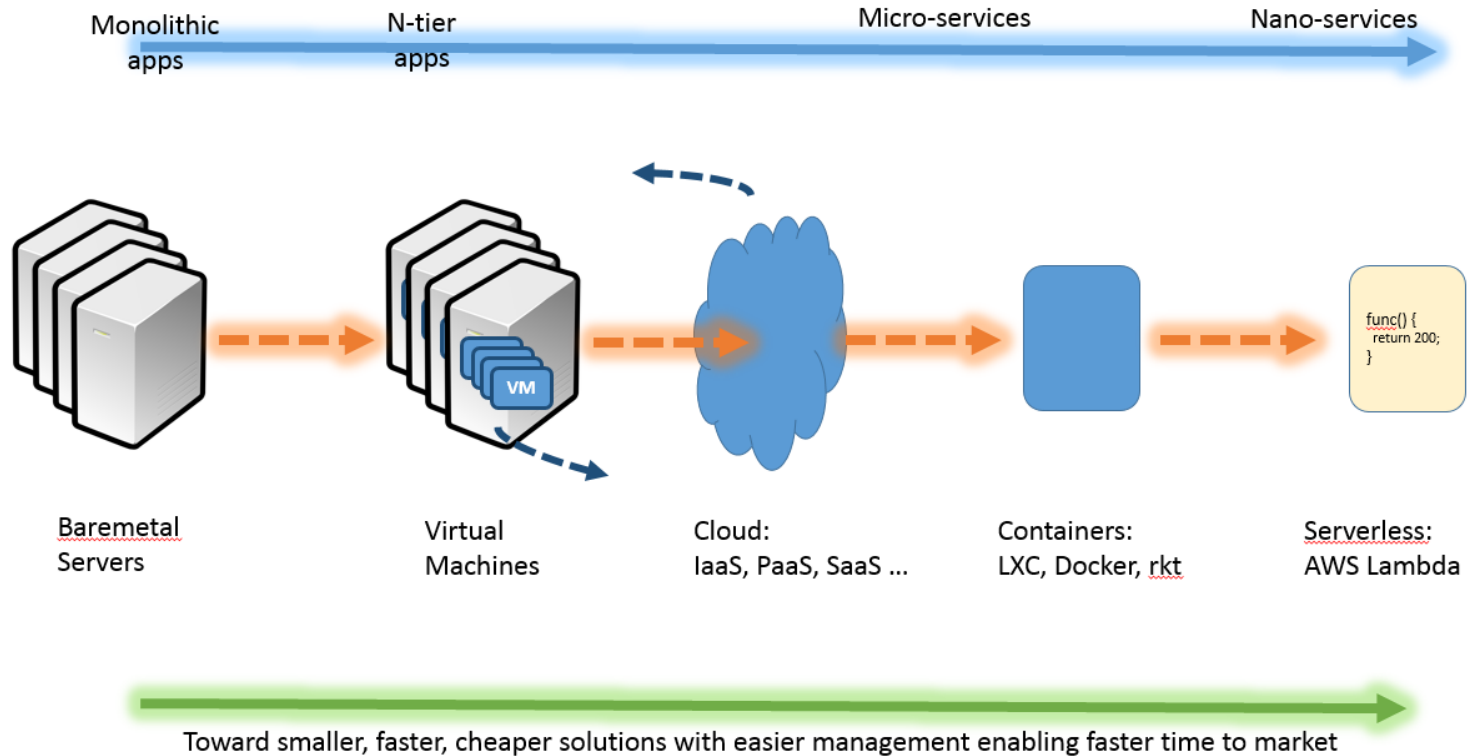 Monolithic
apps
N-tier
apps
Micro-services
Nano-services
VM
func() {
return 200;
}
Baremetal
Servers
Virtual
Machines
Cloud:
IaaS, PaaS, SaaS ...
Containers:
LXC, Docker, rkt
Serverless:
AWS Lambda
Toward smaller, faster, cheaper solutions with easier management enabling faster time to market